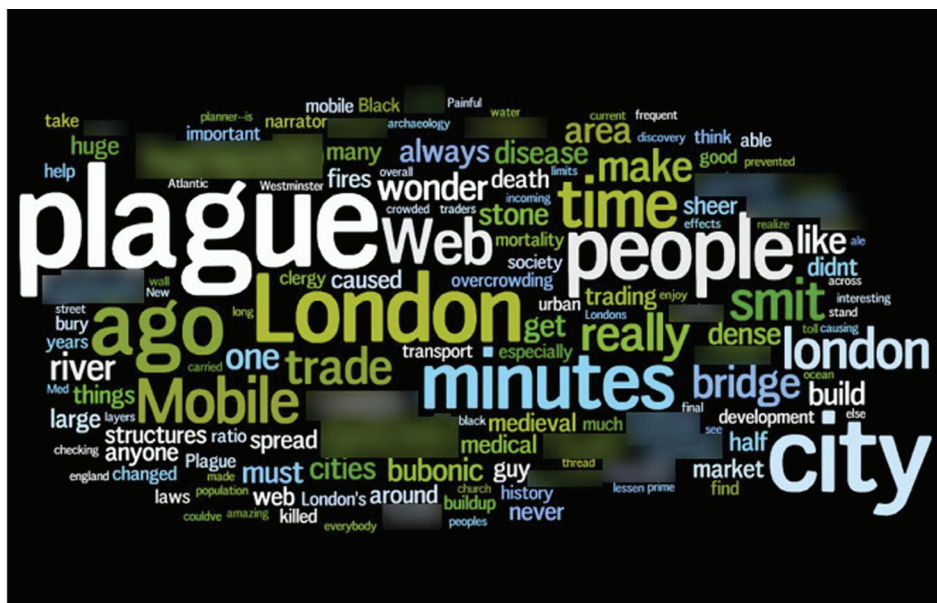 mobile Black Painful
planner--is water
take narrator archaeology current frequent
important area discovery think able
huge many always disease make good prevented
help Atlantic Westminster fires overall wonder death limits time sheer
plague Web crowded traders incoming stone people effects realize like ale
mortality didnt
clergy caused society overcrowding across
wall New long London urban trading enjoy smit interesting
street ago Londons stand
bury get really dense toll causing
years carried one trade transport especially london
river minutes bridge ocean
Med things Mobile build
large layers black medieval much final development else
structures ratio spread medical see half
checking anyone market
england changed Plague must cities bubonic guy thread city
made lessen prime find
laws population web London's around church history
buildup peoples
couldve amazing killed everybody never